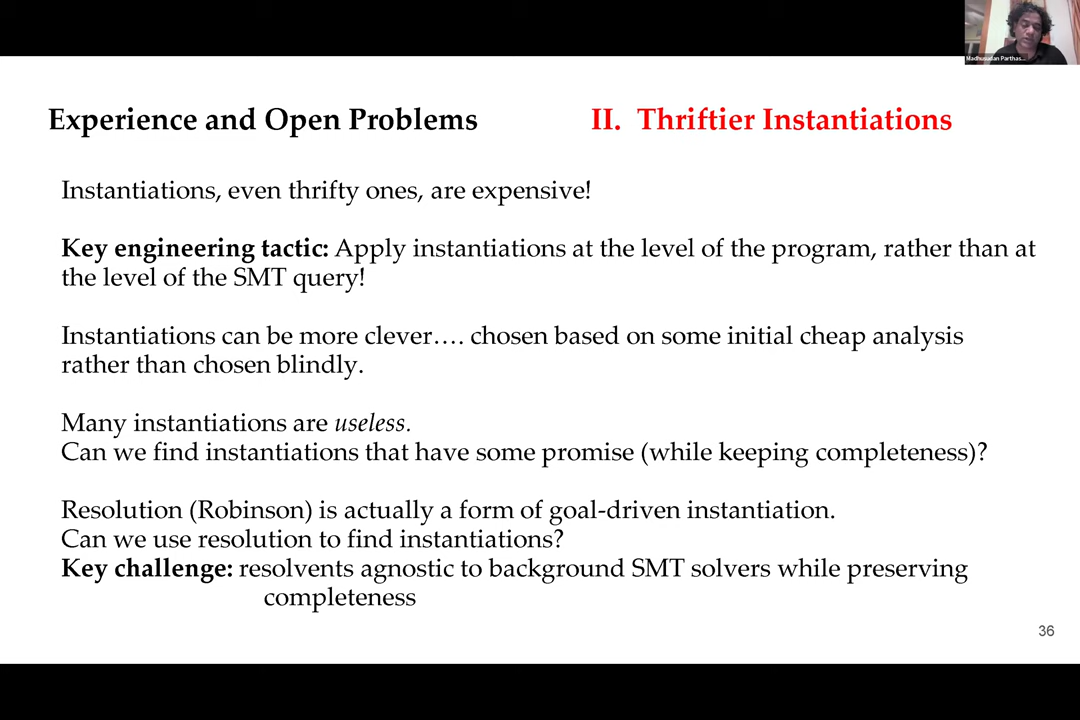 Madhusudan Parthas...
Experience and Open Problems
II. Thriftier Instantiations
Instantiations, even thrifty ones, are expensive!
Key engineering tactic: Apply instantiations at the level of the program, rather than at
the level of the SMT query!
Instantiations can be more clever…. chosen based on some initial cheap analysis
rather than chosen blindly.
Many instantiations are useless.
Can we find instantiations that have some promise (while keeping completeness)?
Resolution (Robinson) is actually a form of goal-driven instantiation.
Can we use resolution to find instantiations?
Key challenge: resolvents agnostic to background SMT solvers while preserving
completeness
36